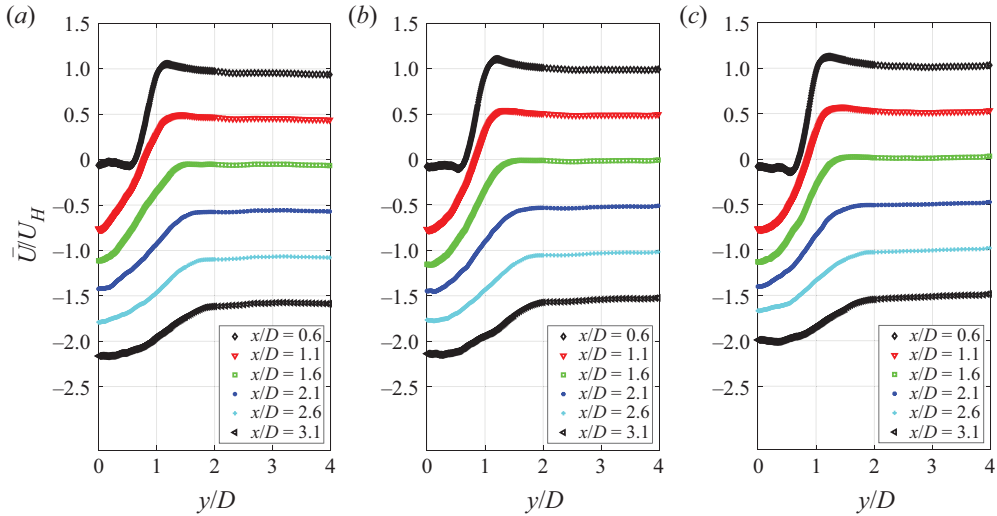 (a) (b) (c)
1.5 1.5 1.5
1.0 1.0 1.0
0.5 0.5 0.5
0 0 0
–0.5 –0.5 –0.5
–1.0 –1.0 –1.0
–1.5 –1.5 –1.5
–2.0 –2.0 –2.0
–2.5 –2.5 –2.5
Ū/U_H
x/D = 0.6 x/D = 0.6 x/D = 0.6
x/D = 1.1 x/D = 1.1 x/D = 1.1
x/D = 1.6 x/D = 1.6 x/D = 1.6
x/D = 2.1 x/D = 2.1 x/D = 2.1
x/D = 2.6 x/D = 2.6 x/D = 2.6
x/D = 3.1 x/D = 3.1 x/D = 3.1
0 1 2 3 4 0 1 2 3 4 0 1 2 3 4
y/D y/D y/D